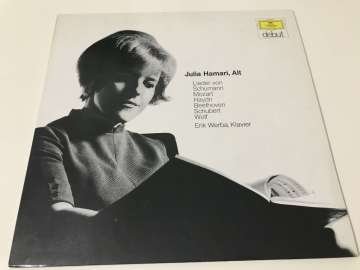 debut
Julia Hamari, Alt
Lieder von
Schumann
Mozart
Haydn
Beethoven
Schubert
Wolf
Erik Werba, Klavier